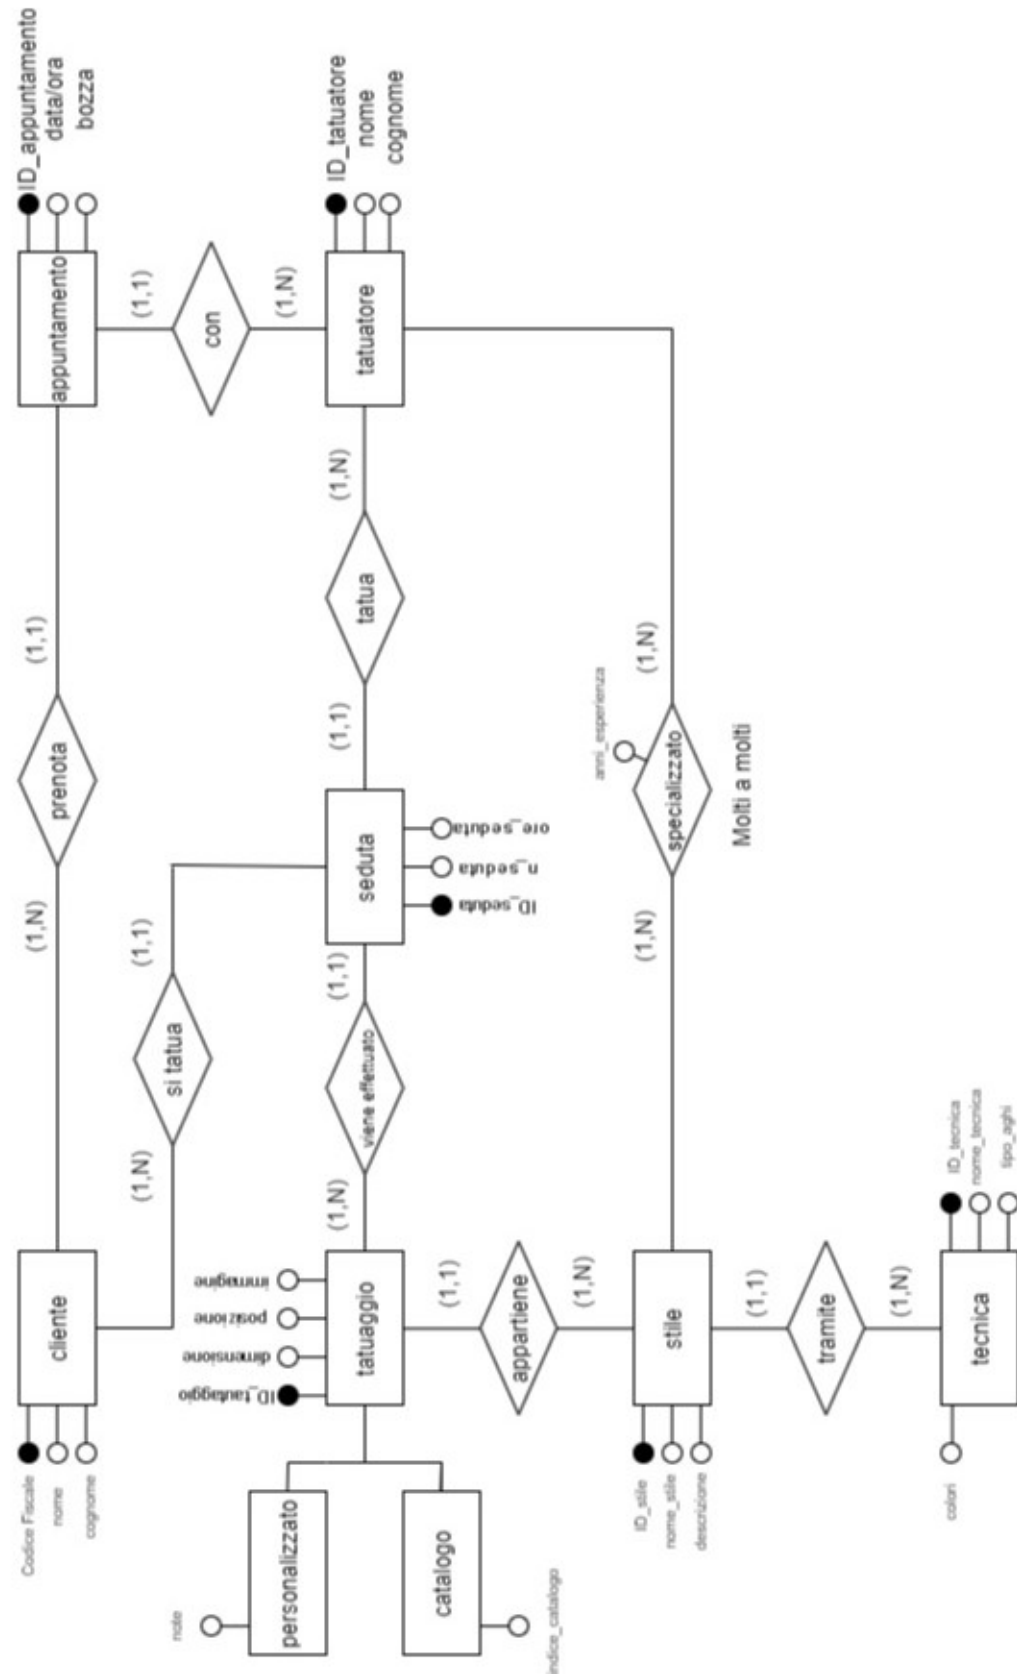 Codice Fiscale
nome
cognome
cliente
(1,N)
prenota
(1,1)
appuntamento
ID_appuntamento
data/ora
bozza
(1,N)
si tatua
(1,1)
(1,1)
con
(1,N)
immagine
posizione
dimensione
ID_tautaggio
note
personalizzato
catalogo
indice_catalogo
tatuaggio
(1,N)
viene effettuato
(1,1)
seduta
ID_seduta
n_seduta
ore_seduta
(1,1)
tatua
(1,N)
tatuatore
ID_tatuatore
nome
cognome
(1,1)
appartiene
(1,N)
ID_stile
nome_stile
descrizione
stile
(1,N)
specializzato
anni_esperienza
(1,N)
Molti a molti
(1,1)
tramite
(1,N)
colori
tecnica
ID_tecnica
nome_tecnica
tipo_aghi